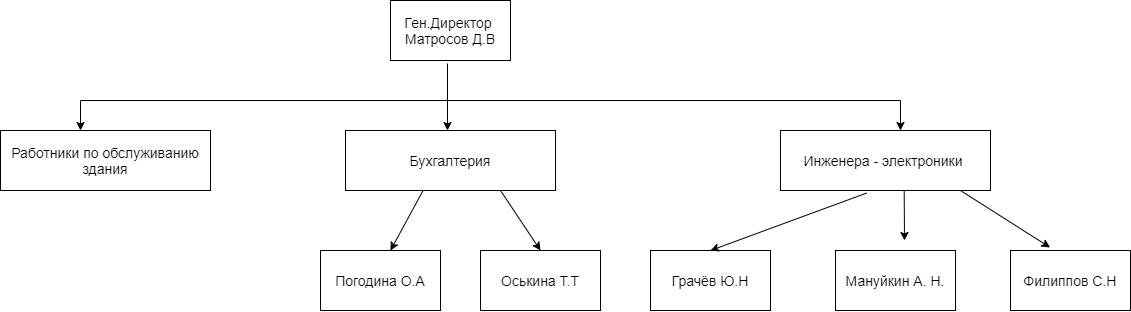 Ген.Директор
Матросов Д.В
Работники по обслуживанию
здания
Бухгалтерия
Инженера - электроники
Погодина О.А
Оськина Т.Т
Грачёв Ю.Н
Мануйкин А. Н.
Филиппов С.Н